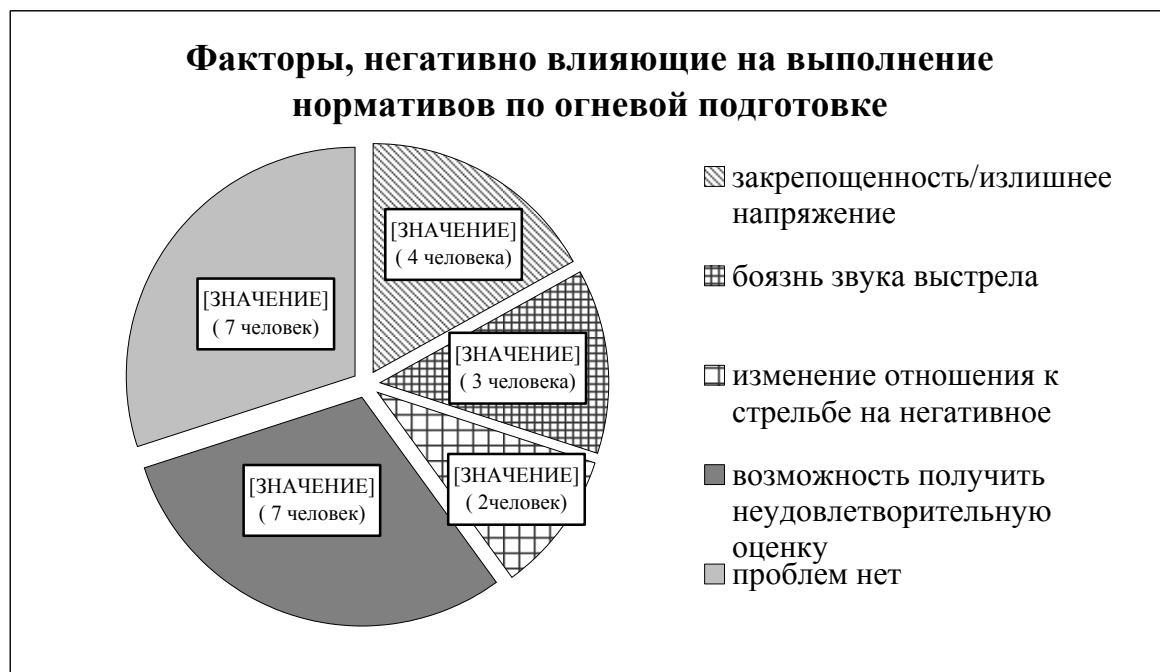 Факторы, негативно влияющие на выполнение
нормативов по огневой подготовке
[ЗНАЧЕНИЕ]
( 4 человека)
[ЗНАЧЕНИЕ]
( 3 человека)
[ЗНАЧЕНИЕ]
( 2человек)
[ЗНАЧЕНИЕ]
( 7 человек)
[ЗНАЧЕНИЕ]
( 7 человек)
закрепощенность/излишнее
напряжение
боязнь звука выстрела
изменение отношения к
стрельбе на негативное
возможность получить
неудовлетворительную
оценку
проблем нет